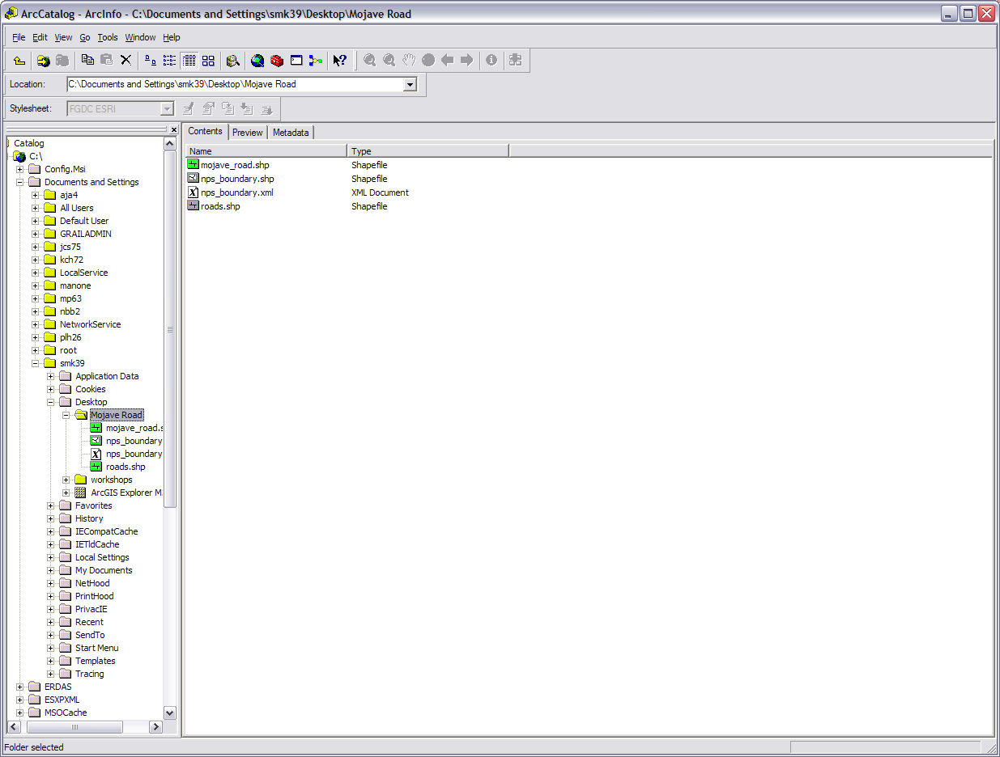 ArcCatalog - ArcInfo - C:\Documents and Settings\smk39\Desktop\Mojave Road
File Edit View Go Tools Window Help
Location: C:\Documents and Settings\smk39\Desktop\Mojave Road
Stylesheet: FGDC ESRI
Contents Preview Metadata
Catalog
C:\
Config.Msi
Documents and Settings
aja4
All Users
Default User
GRAILADMIN
jcs75
kch72
LocalService
manone
mp63
nbb2
NetworkService
plh26
root
smk39
Application Data
Cookies
Desktop
Mojave Road
mojave_road.s
nps_boundary
nps_boundary
roads.shp
workshops
ArcGIS Explorer M
Favorites
History
IECompatCache
IETldCache
Local Settings
My Documents
NetHood
PrintHood
PrivacIE
Recent
SendTo
Start Menu
Templates
Tracing
ERDAS
ESXPXML
MSOCache
Name Type
mojave_road.shp Shapefile
nps_boundary.shp Shapefile
nps_boundary.xml XML Document
roads.shp Shapefile
Folder selected